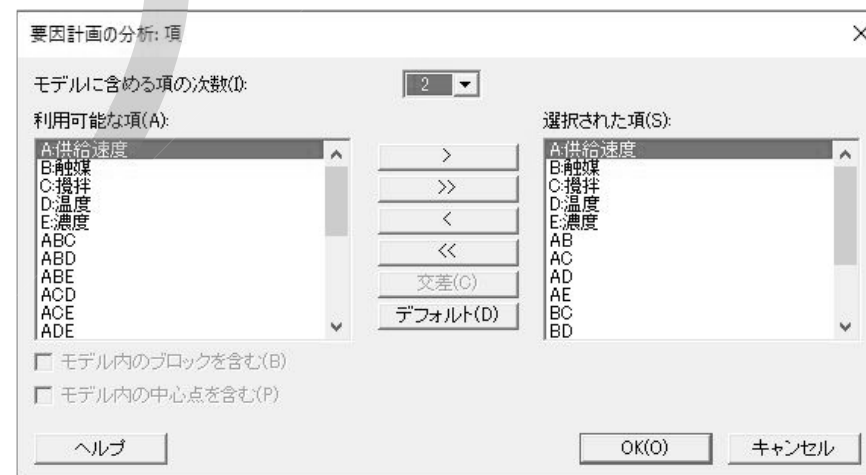 要因計画の分析: 項
モデルに含める項の次数(I):
2
利用可能な項(A):
A:供給速度
B:触媒
C:攪拌
D:温度
E:濃度
ABC
ABD
ABE
ACD
ACE
ADE
>
>>
<
<<
交差(C)
デフォルト(D)
選択された項(S):
A:供給速度
B:触媒
C:攪拌
D:温度
E:濃度
AB
AC
AD
AE
BC
BD
モデル内のブロックを含む(B)
モデル内の中心点を含む(P)
ヘルプ
OK(O)
キャンセル